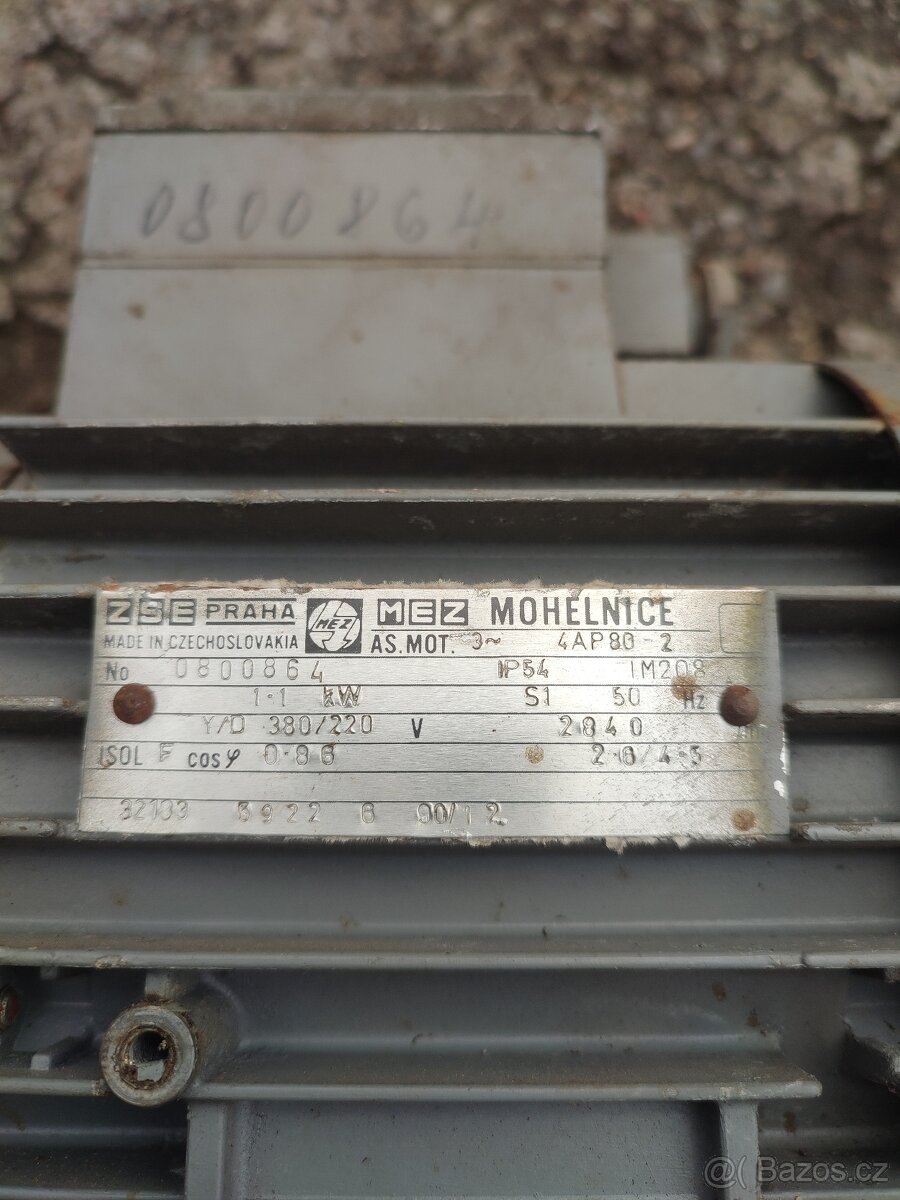 0800864
ZSE PRAHA MEZ MEZ MOHELNICE
MADE IN CZECHOSLOVAKIA AS. MOT. 3~ 4AP80-2
No 0800864 IP54 IM208
1·1 kW S1 50 Hz
Y/D 380/220 V 2840
ISOL F cosφ 0·86 2·6/4·5
32133 3922 6 90/12
@( Bazos.cz